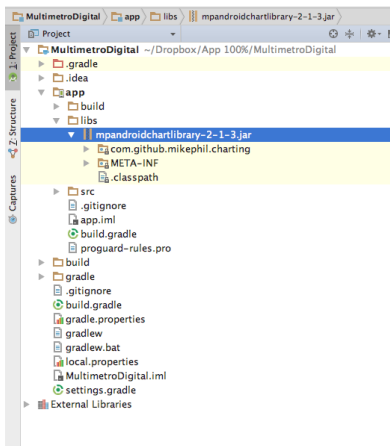 MultimetroDigital app libs mpandroidchartlibrary-2-1-3.jar
Project
1: Project
Z: Structure
Captures
MultimetroDigital ~/Dropbox/App 100%/MultimetroDigital
.gradle
.idea
app
build
libs
mpandroidchartlibrary-2-1-3.jar
com.github.mikephil.charting
META-INF
.classpath
src
.gitignore
app.iml
build.gradle
proguard-rules.pro
build
gradle
.gitignore
build.gradle
gradle.properties
gradlew
gradlew.bat
local.properties
MultimetroDigital.iml
settings.gradle
External Libraries